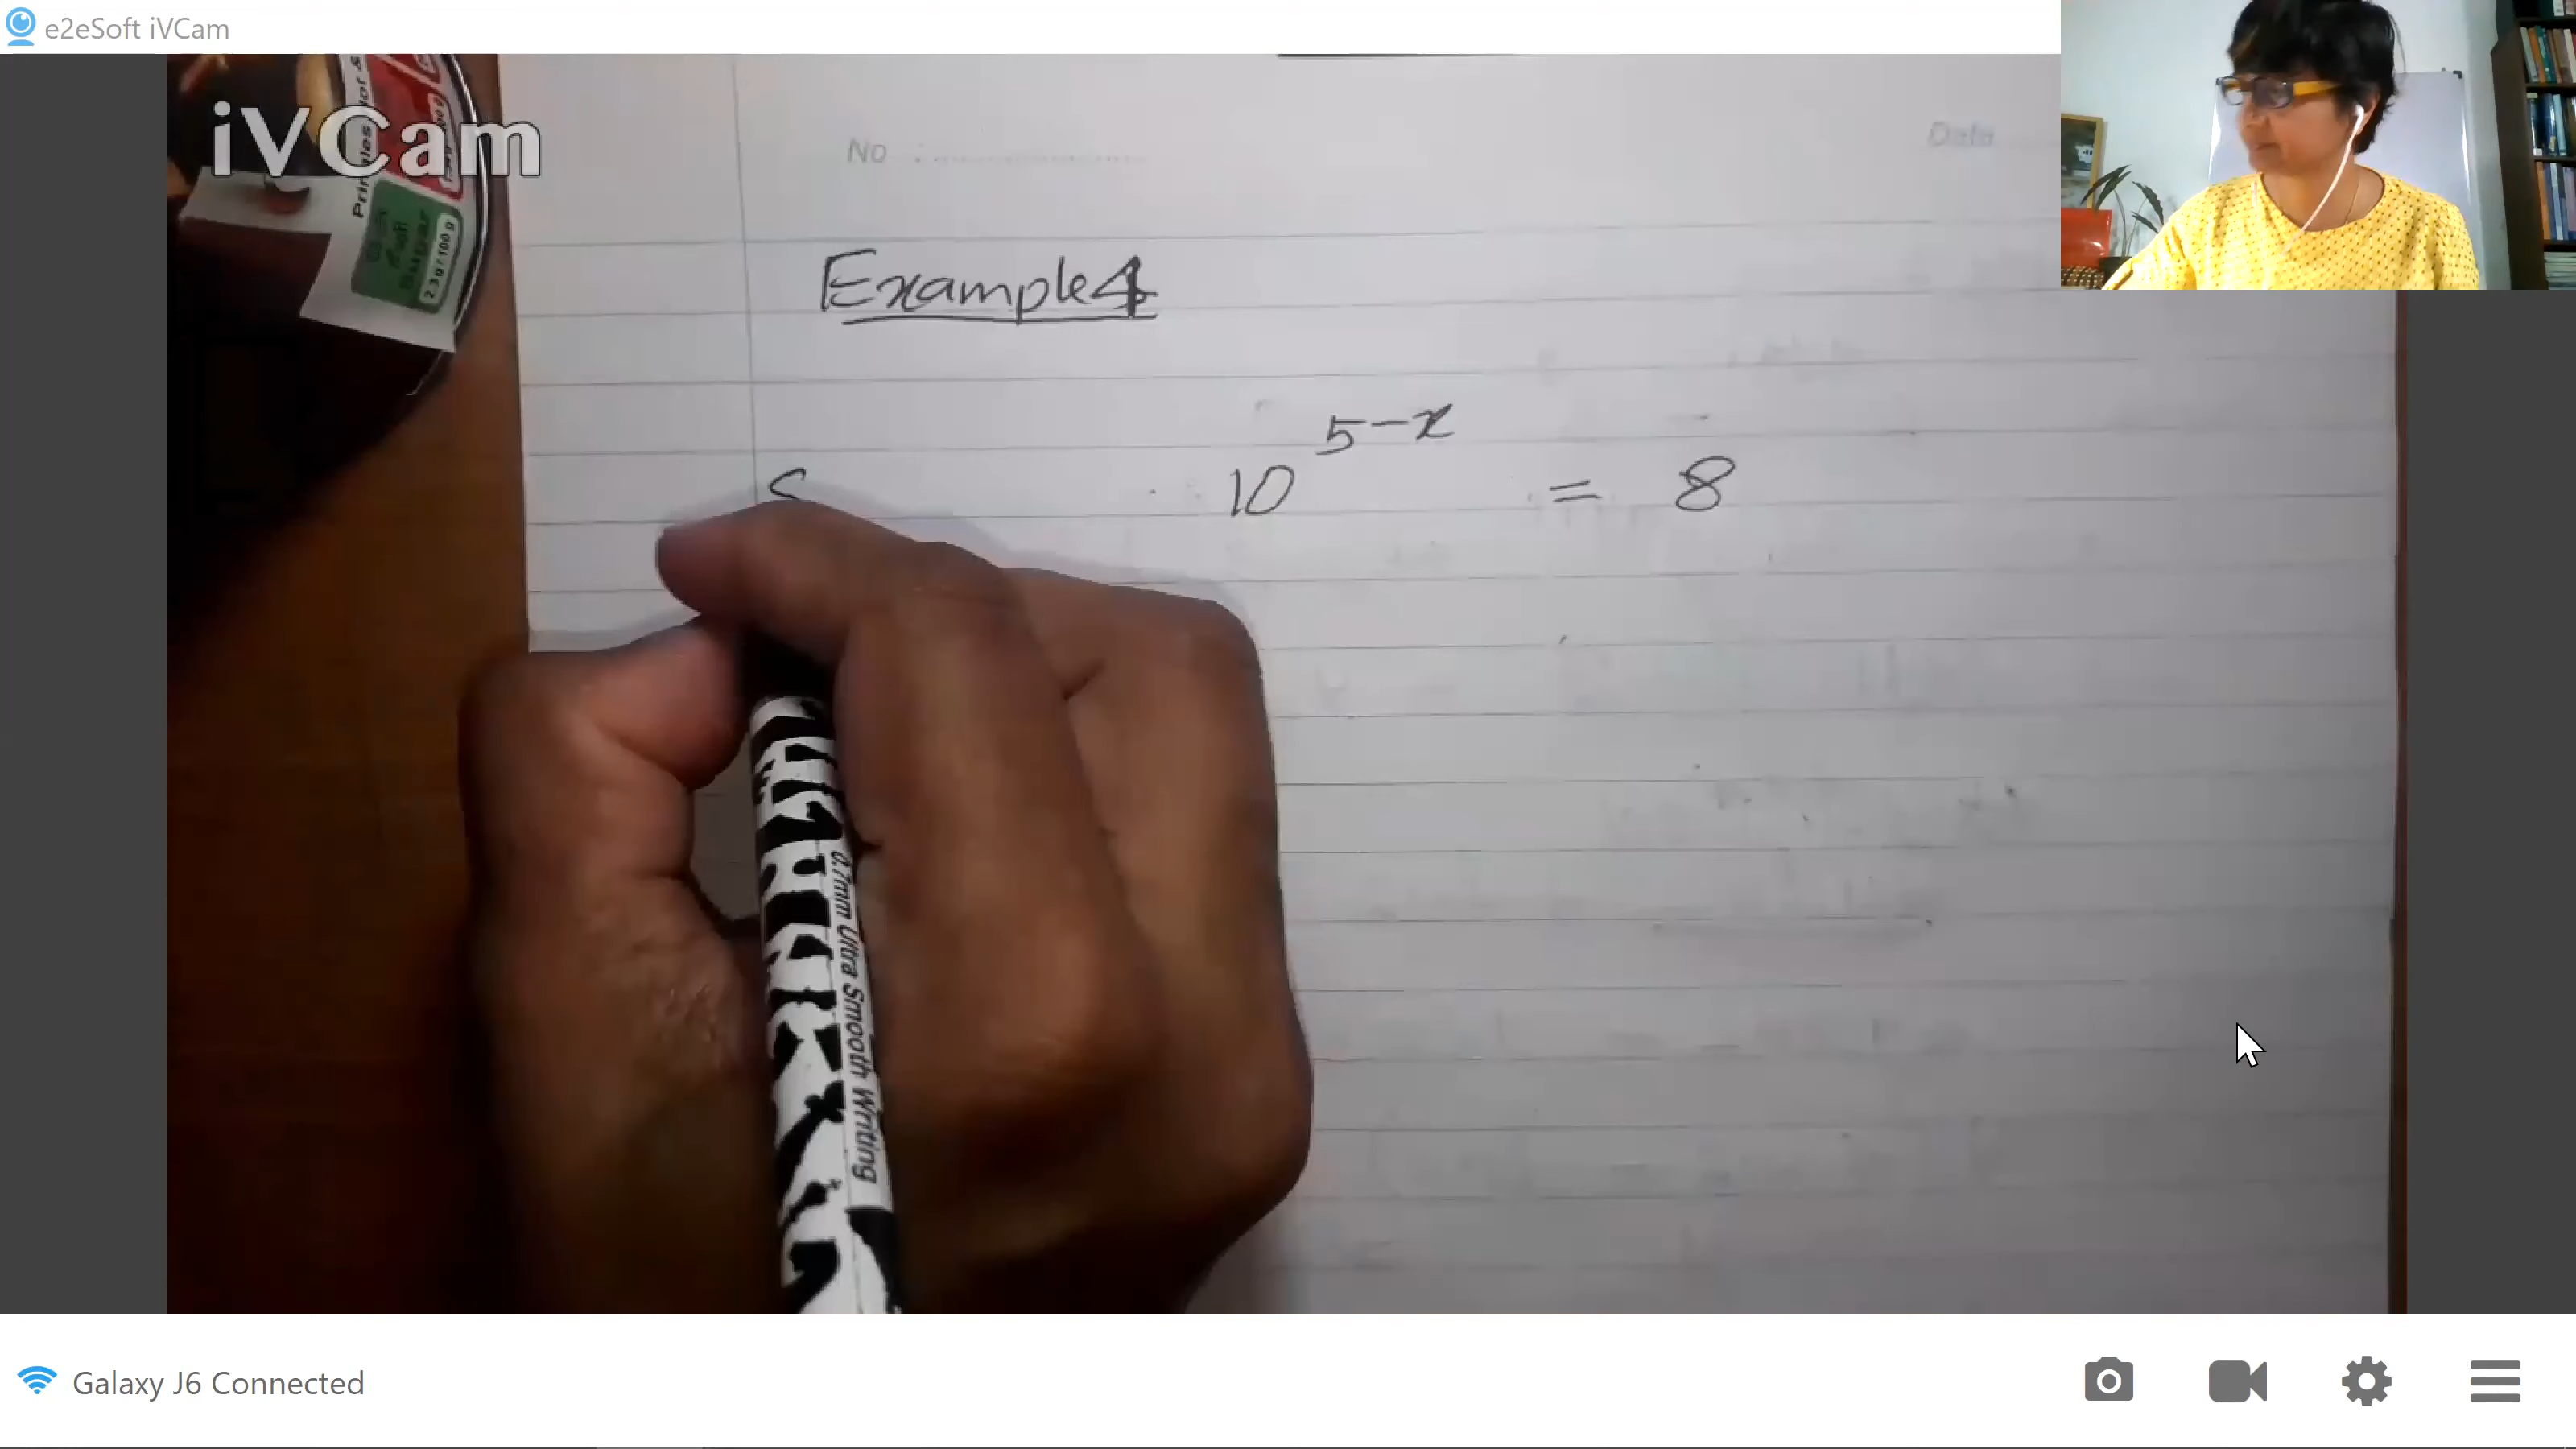 e2eSoft iVCam
iVCam
No :
Date
Example 4
10^{5-x} = 8
0.7mm Ultra Smooth Writing
Galaxy J6 Connected